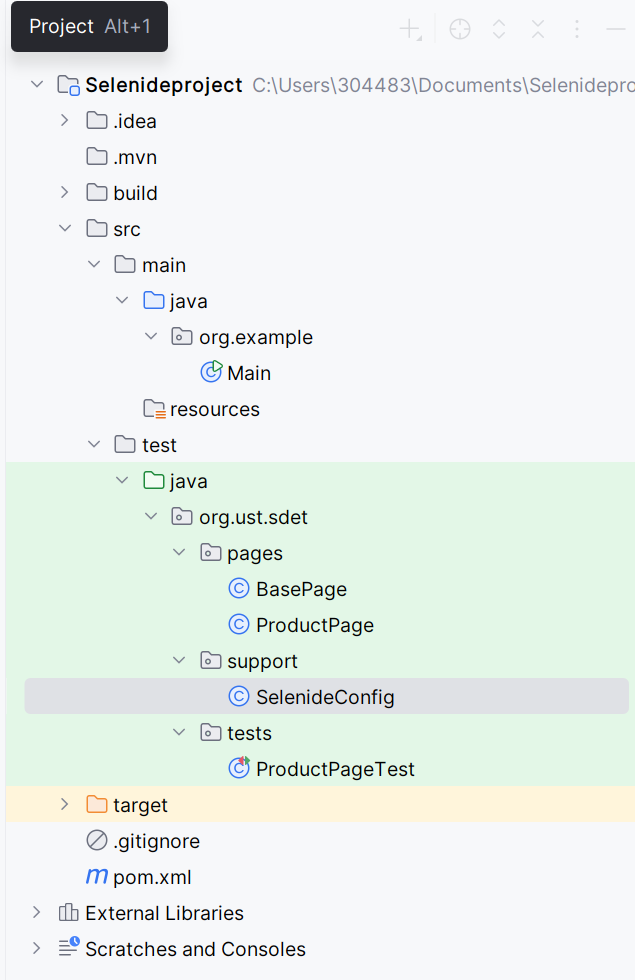 Project Alt+1
Selenideproject C:\Users\304483\Documents\Selenidepro
.idea
.mvn
build
src
main
java
org.example
Main
resources
test
java
org.ust.sdet
pages
BasePage
ProductPage
support
SelenideConfig
tests
ProductPageTest
target
.gitignore
pom.xml
External Libraries
Scratches and Consoles